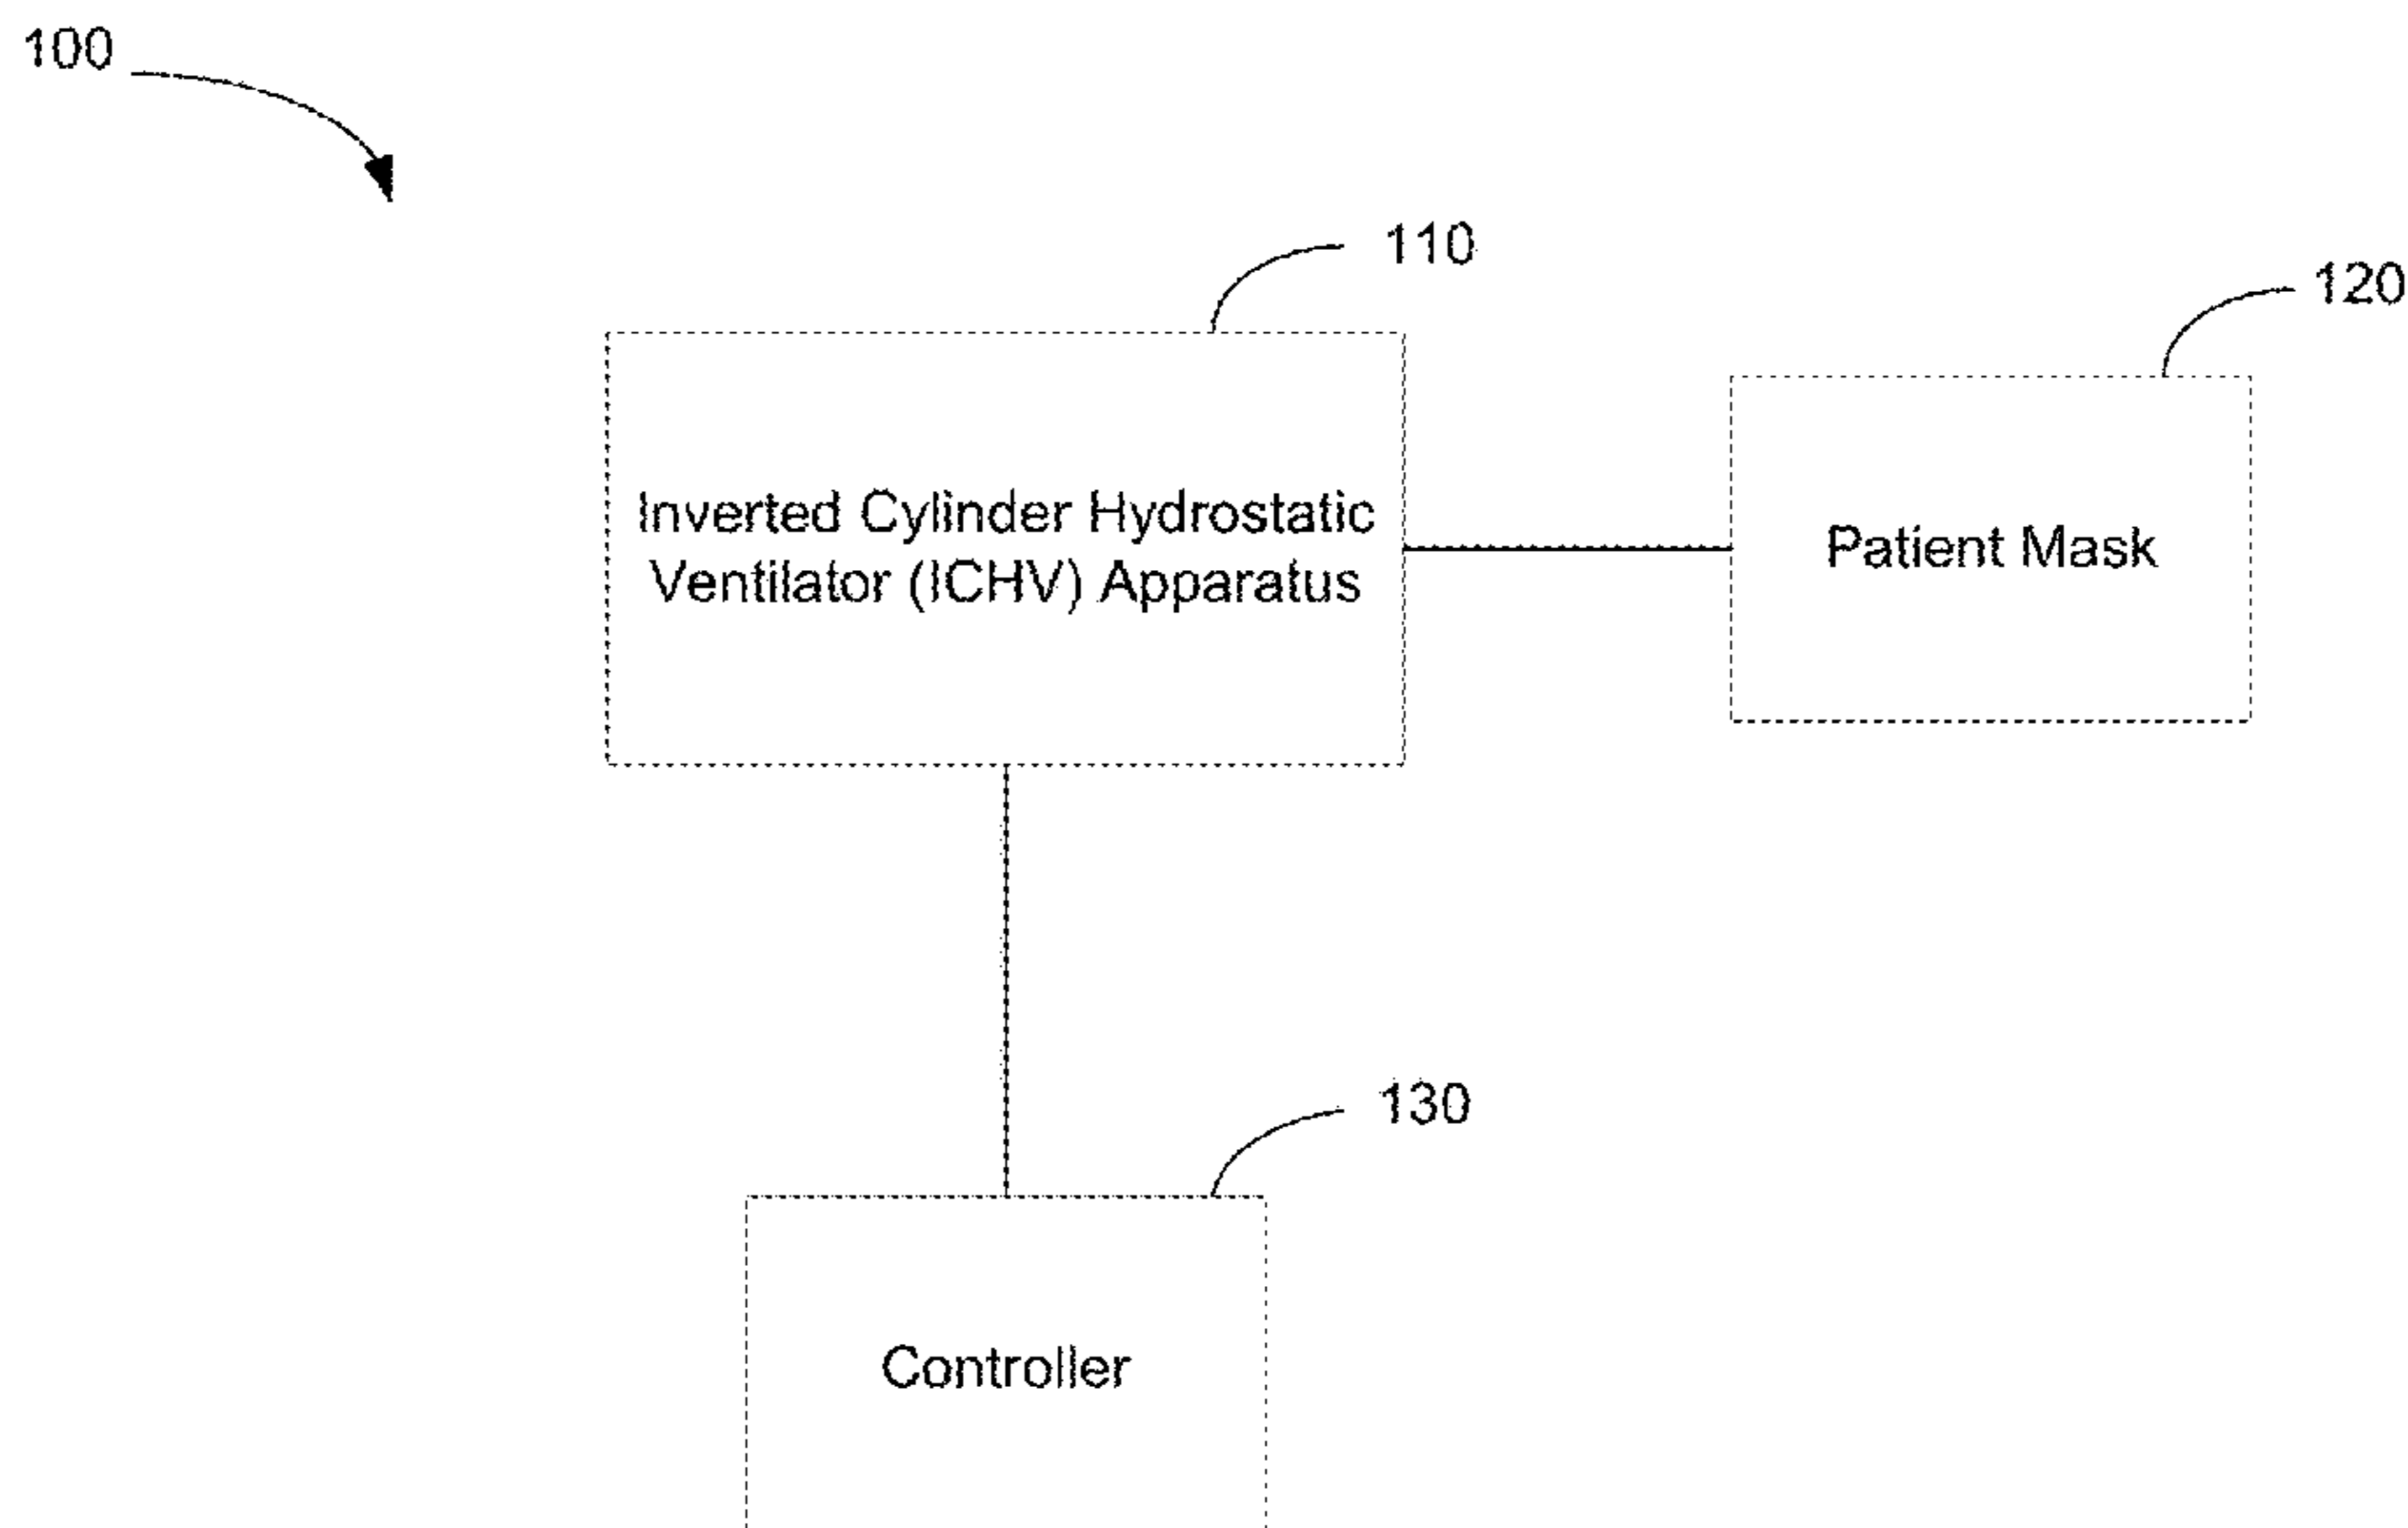 100
110
120
Inverted Cylinder Hydrostatic
Ventilator (ICHV) Apparatus
Patient Mask
130
Controller